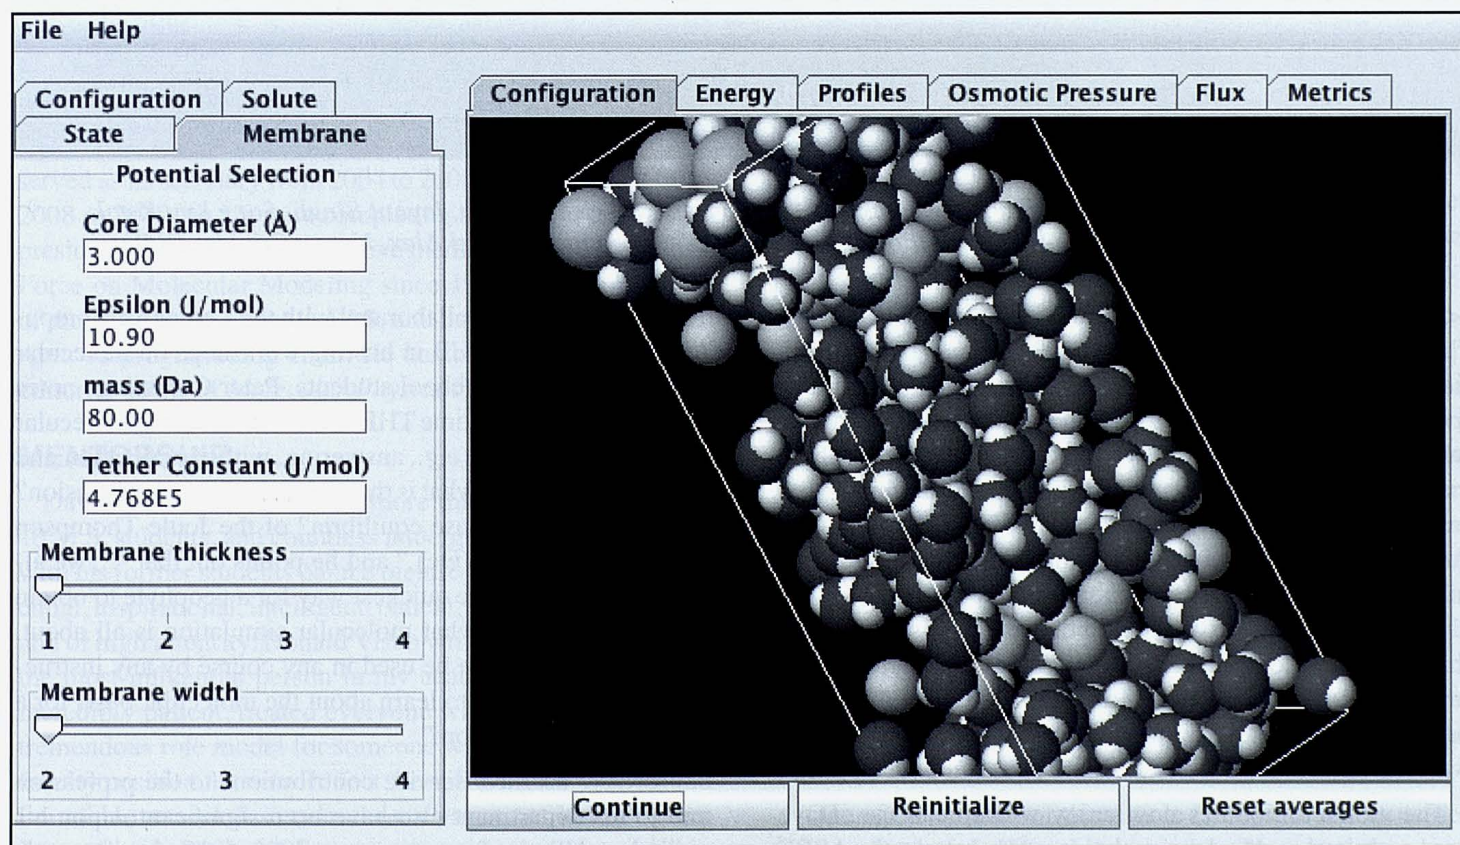 File Help
Configuration Solute
State Membrane
Potential Selection
Core Diameter (Å)
3.000
Epsilon (J/mol)
10.90
mass (Da)
80.00
Tether Constant (J/mol)
4.768E5
Membrane thickness
1 2 3 4
Membrane width
2 3 4
Configuration Energy Profiles Osmotic Pressure Flux Metrics
Continue Reinitialize Reset averages